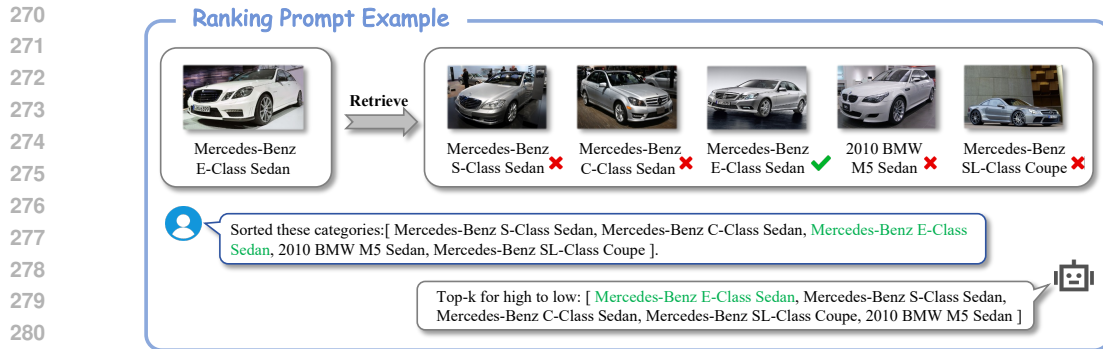 270
271
272
273
274
275
276
277
278
279
280
Ranking Prompt Example
Retrieve
Mercedes-Benz
E-Class Sedan
Mercedes-Benz
S-Class Sedan
Mercedes-Benz
C-Class Sedan
Mercedes-Benz
E-Class Sedan
2010 BMW
M5 Sedan
Mercedes-Benz
SL-Class Coupe
Sorted these categories:[ Mercedes-Benz S-Class Sedan, Mercedes-Benz C-Class Sedan, Mercedes-Benz E-Class
Sedan, 2010 BMW M5 Sedan, Mercedes-Benz SL-Class Coupe ].
Top-k for high to low: [ Mercedes-Benz E-Class Sedan, Mercedes-Benz S-Class Sedan,
Mercedes-Benz C-Class Sedan, Mercedes-Benz SL-Class Coupe, 2010 BMW M5 Sedan ]